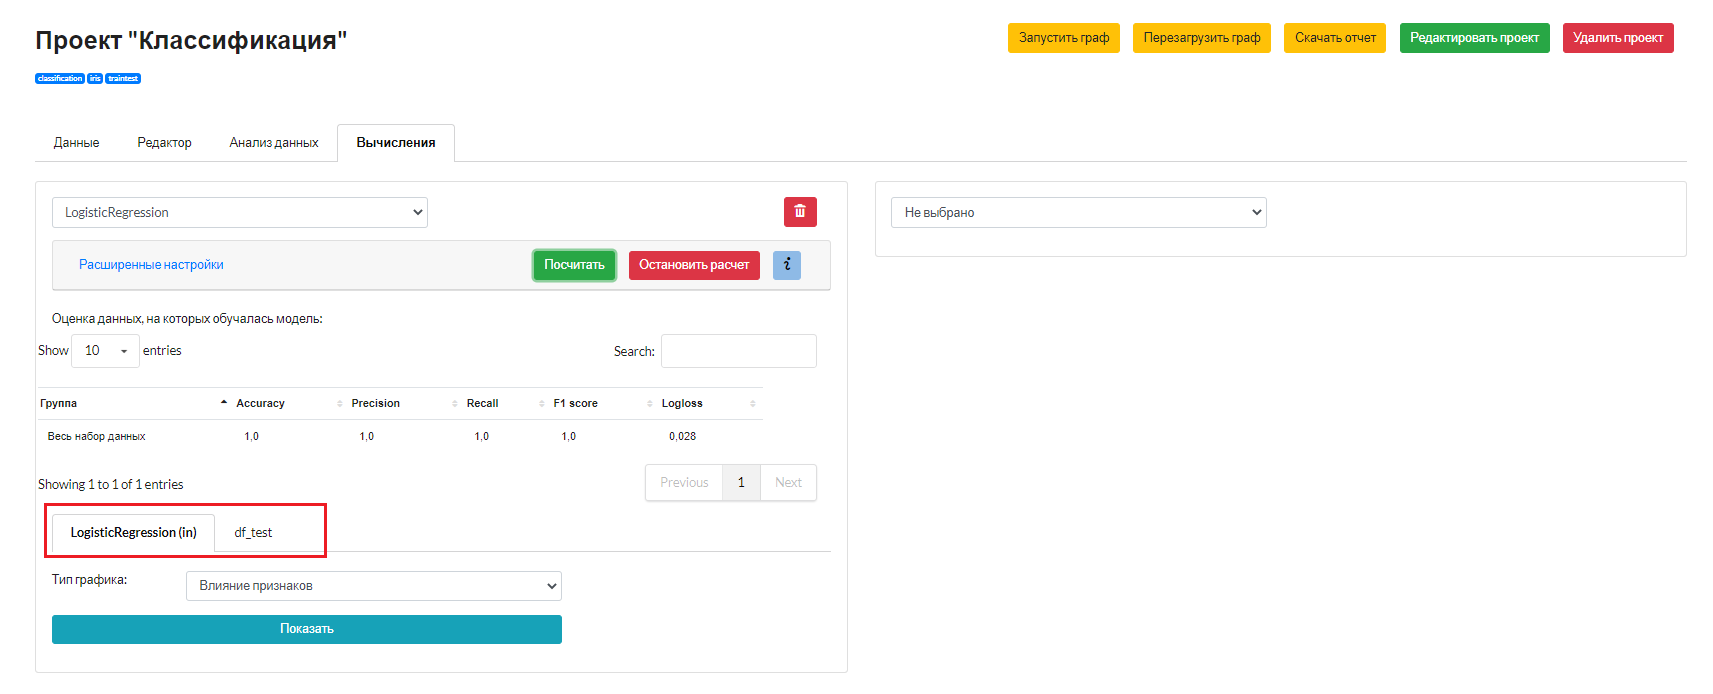 Проект "Классификация"
Запустить граф Перезагрузить граф Скачать отчет Редактировать проект Удалить проект
classification iris traintest
Данные Редактор Анализ данных Вычисления
LogisticRegression
Не выбрано
Расширенные настройки Посчитать Остановить расчет i
Оценка данных, на которых обучалась модель:
Show 10 entries Search:
Группа Accuracy Precision Recall F1 score Logloss
Весь набор данных 1,0 1,0 1,0 1,0 0,028
Showing 1 to 1 of 1 entries Previous 1 Next
LogisticRegression (in) df_test
Тип графика: Влияние признаков
Показать